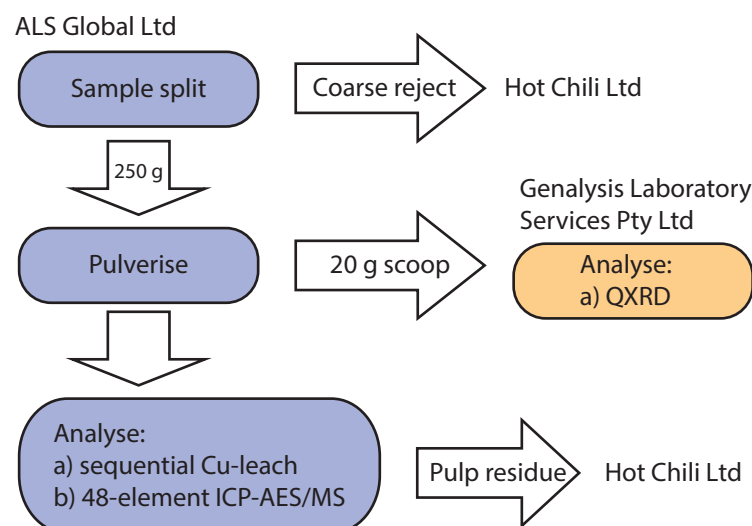 ALS Global Ltd
Sample split
Coarse reject
Hot Chili Ltd
250 g
Genalysis Laboratory
Services Pty Ltd
Pulverise
20 g scoop
Analyse:
a) QXRD
Analyse:
a) sequential Cu-leach
b) 48-element ICP-AES/MS
Pulp residue
Hot Chili Ltd